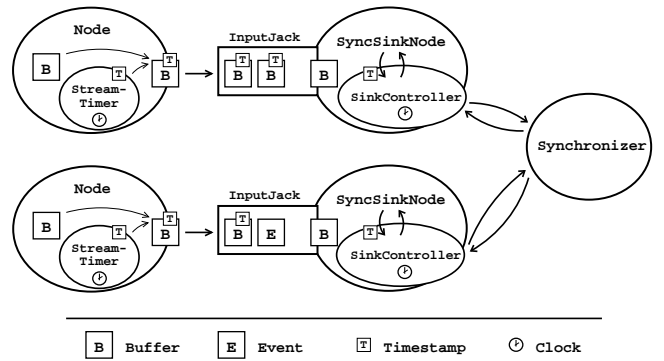 Node
B
T
T
B
Stream-
Timer
InputJack
T
T
B
B
B
SyncSinkNode
T
SinkController
Synchronizer
Node
B
T
T
B
Stream-
Timer
InputJack
T
B
E
B
SyncSinkNode
T
SinkController
B Buffer
E Event
T Timestamp
Clock